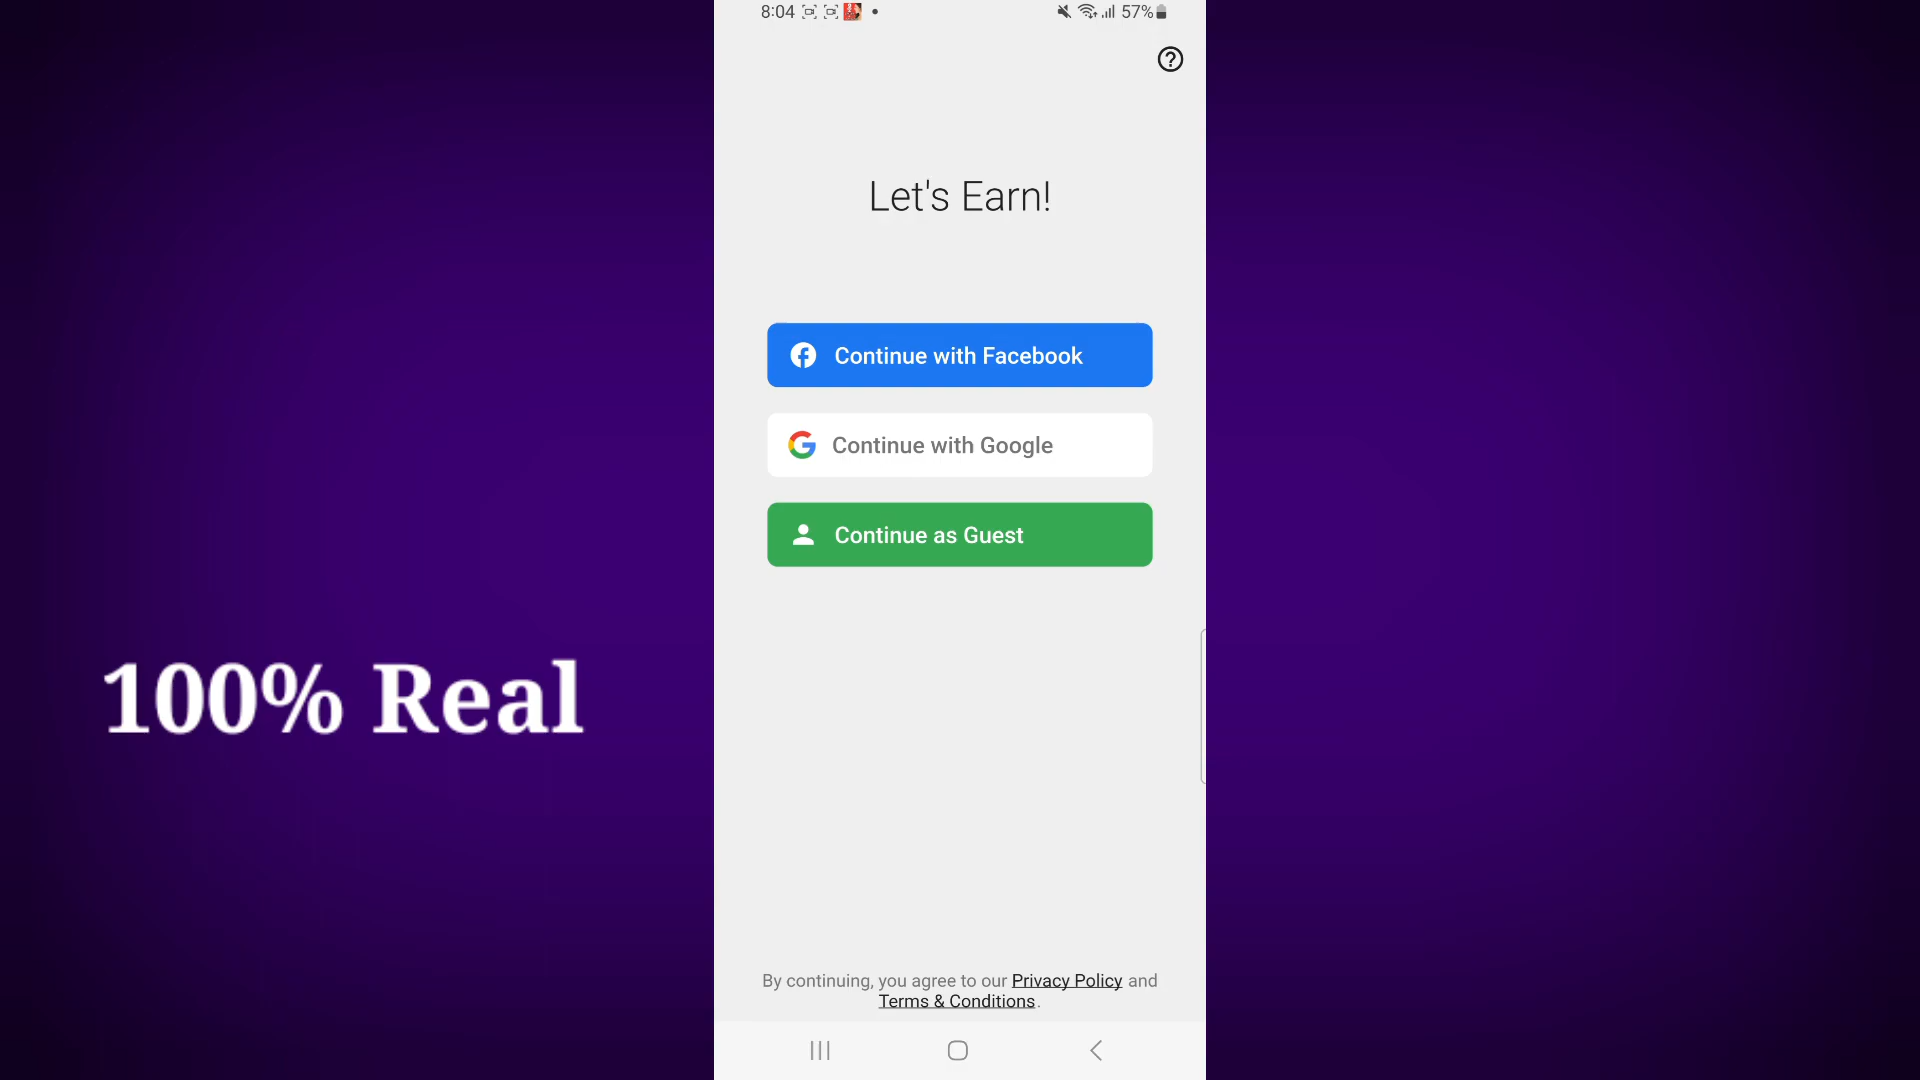 8:04
57%
Let's Earn!
Continue with Facebook
Continue with Google
Continue as Guest
100% Real
By continuing, you agree to our Privacy Policy and
Terms & Conditions.